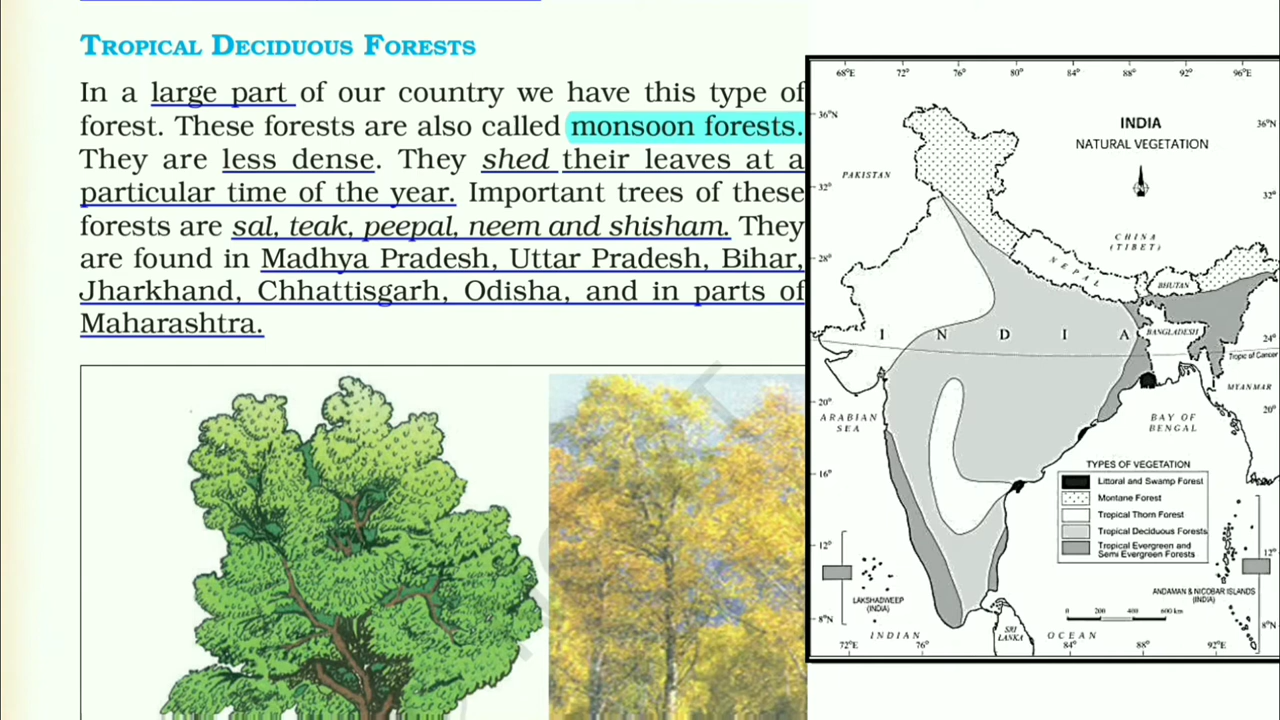 TROPICAL DECIDUOUS FORESTS
In a large part of our country we have this type of
forest. These forests are also called monsoon forests.
They are less dense. They shed their leaves at a
particular time of the year. Important trees of these
forests are sal, teak, peepal, neem and shisham. They
are found in Madhya Pradesh, Uttar Pradesh, Bihar,
Jharkhand, Chhattisgarh, Odisha, and in parts of
Maharashtra.
68°E 72° 76° 80° 84° 88° 92° 96°E
36°N
36°N
INDIA
NATURAL VEGETATION
N
PAKISTAN
32°
32°
CHINA
(TIBET)
28°
NEPAL
BHUTAN
I N D I A
BANGLADESH
24°
Tropic of Cancer
MYANMAR
20°
20°
ARABIAN
SEA
BAY OF
BENGAL
TYPES OF VEGETATION
Littoral and Swamp Forest
Montane Forest
Tropical Thorn Forest
Tropical Deciduous Forests
Tropical Evergreen and
Semi Evergreen Forests
16°
12°
12°
LAKSHADWEEP
(INDIA)
ANDAMAN & NICOBAR ISLANDS
(INDIA)
0 200 400 600 km
8°N
8°N
SRI
LANKA
INDIAN OCEAN
72°E 76° 84° 88° 92°E